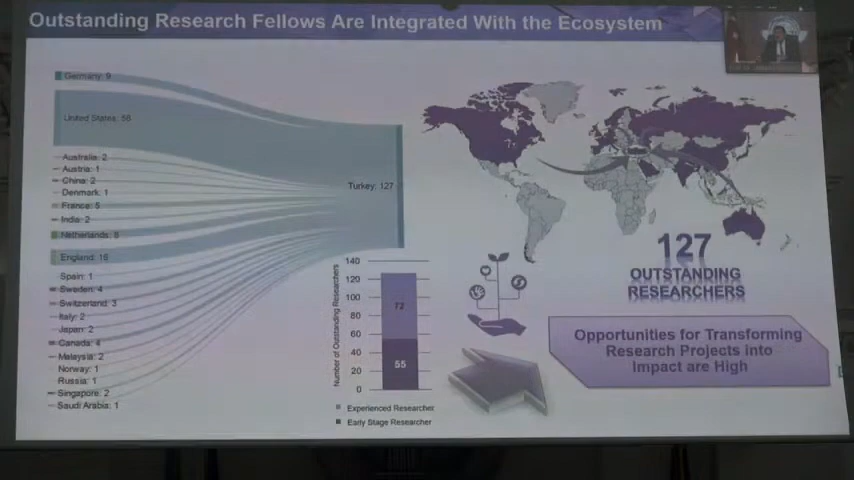 Outstanding Research Fellows Are Integrated With the Ecosystem
Germany: 9
United States: 56
Australia: 2
Austria: 1
China: 2
Denmark: 1
France: 5
India: 2
Netherlands: 8
England: 16
Spain: 1
Sweden: 4
Switzerland: 3
Italy: 2
Japan: 2
Canada: 4
Malaysia: 2
Norway: 1
Russia: 1
Singapore: 2
Saudi Arabia: 1
Turkey: 127
Number of Outstanding Researchers
140
120
100
80
60
40
20
0
72
55
Experienced Researcher
Early Stage Researcher
127
OUTSTANDING
RESEARCHERS
Opportunities for Transforming
Research Projects into
Impact are High